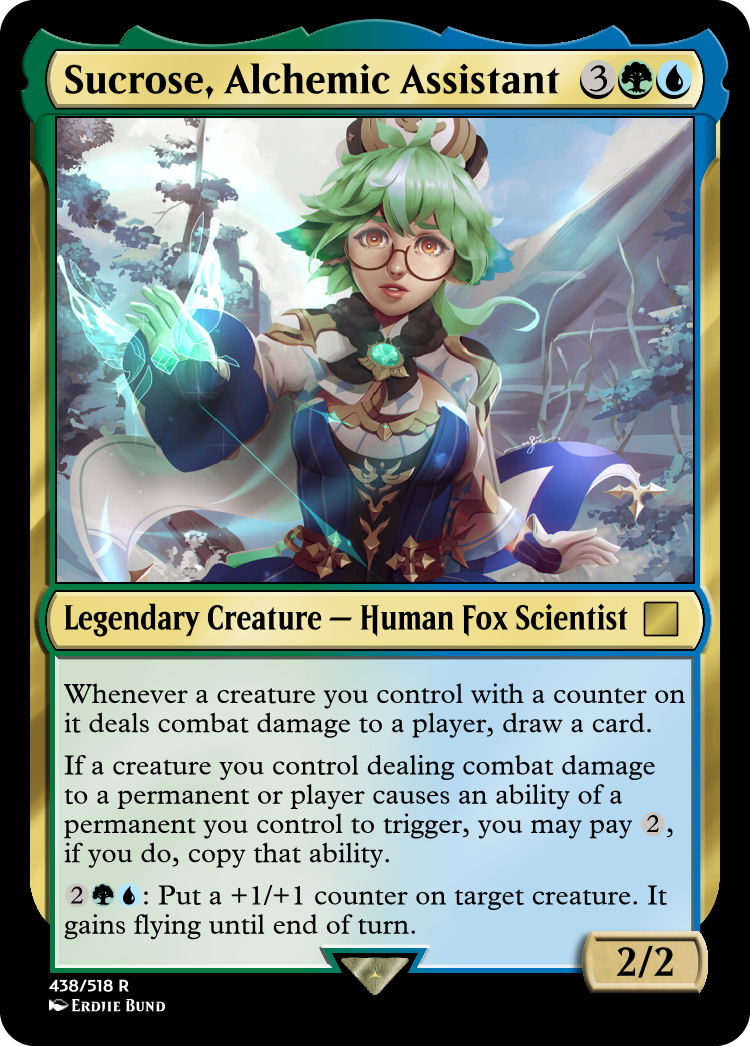 Sucrose, Alchemic Assistant 3
Legendary Creature — Human Fox Scientist
Whenever a creature you control with a counter on
it deals combat damage to a player, draw a card.
If a creature you control dealing combat damage
to a permanent or player causes an ability of a
permanent you control to trigger, you may pay 2,
if you do, copy that ability.
2: Put a +1/+1 counter on target creature. It
gains flying until end of turn.
2/2
438/518 R
Erdjie Bund